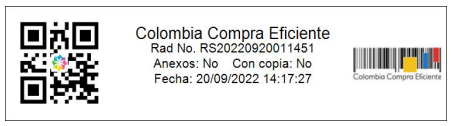 Colombia Compra Eficiente
Rad No. RS20220920011451
Anexos: No Con copia: No
Fecha: 20/09/2022 14:17:27
Colombia Compra Eficiente